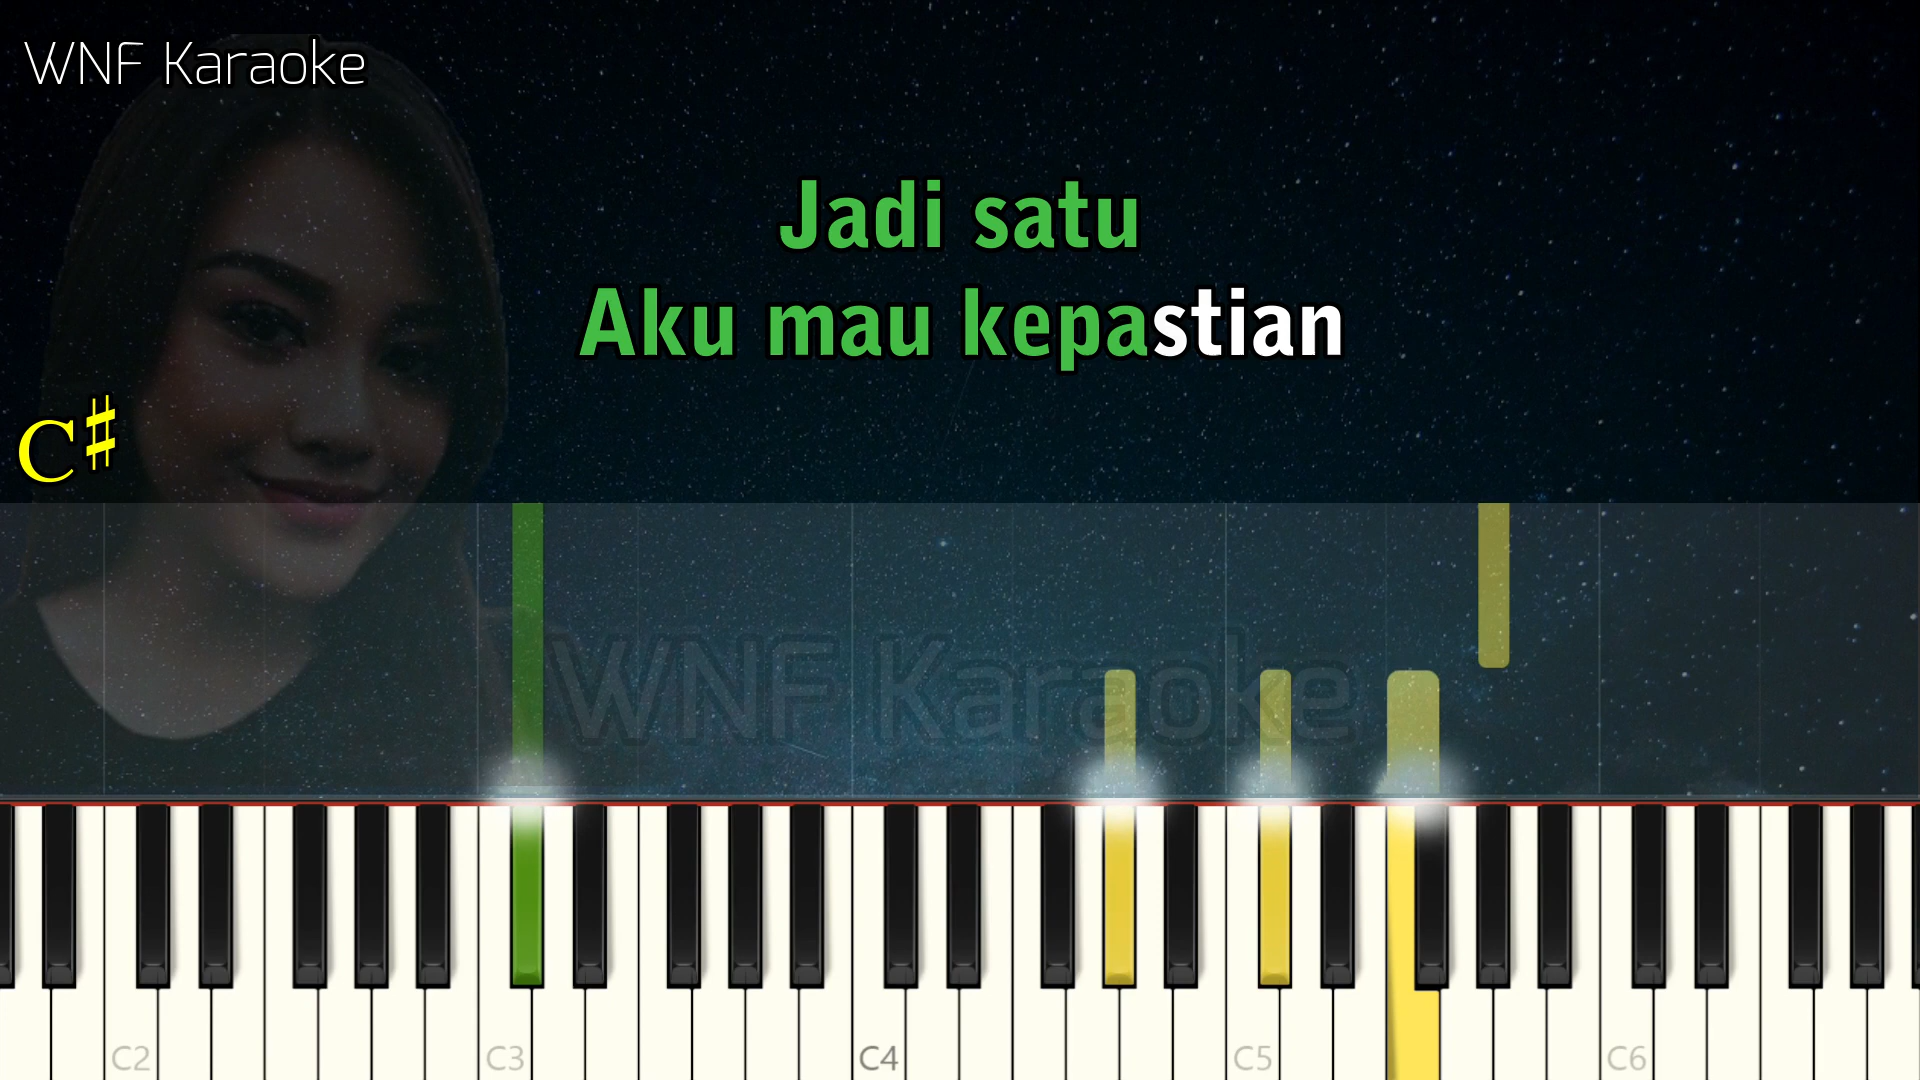 WNF Karaoke
Jadi satu
Aku mau kepastian
C♯
WNF Karaoke
C2 C3 C4 C5 C6